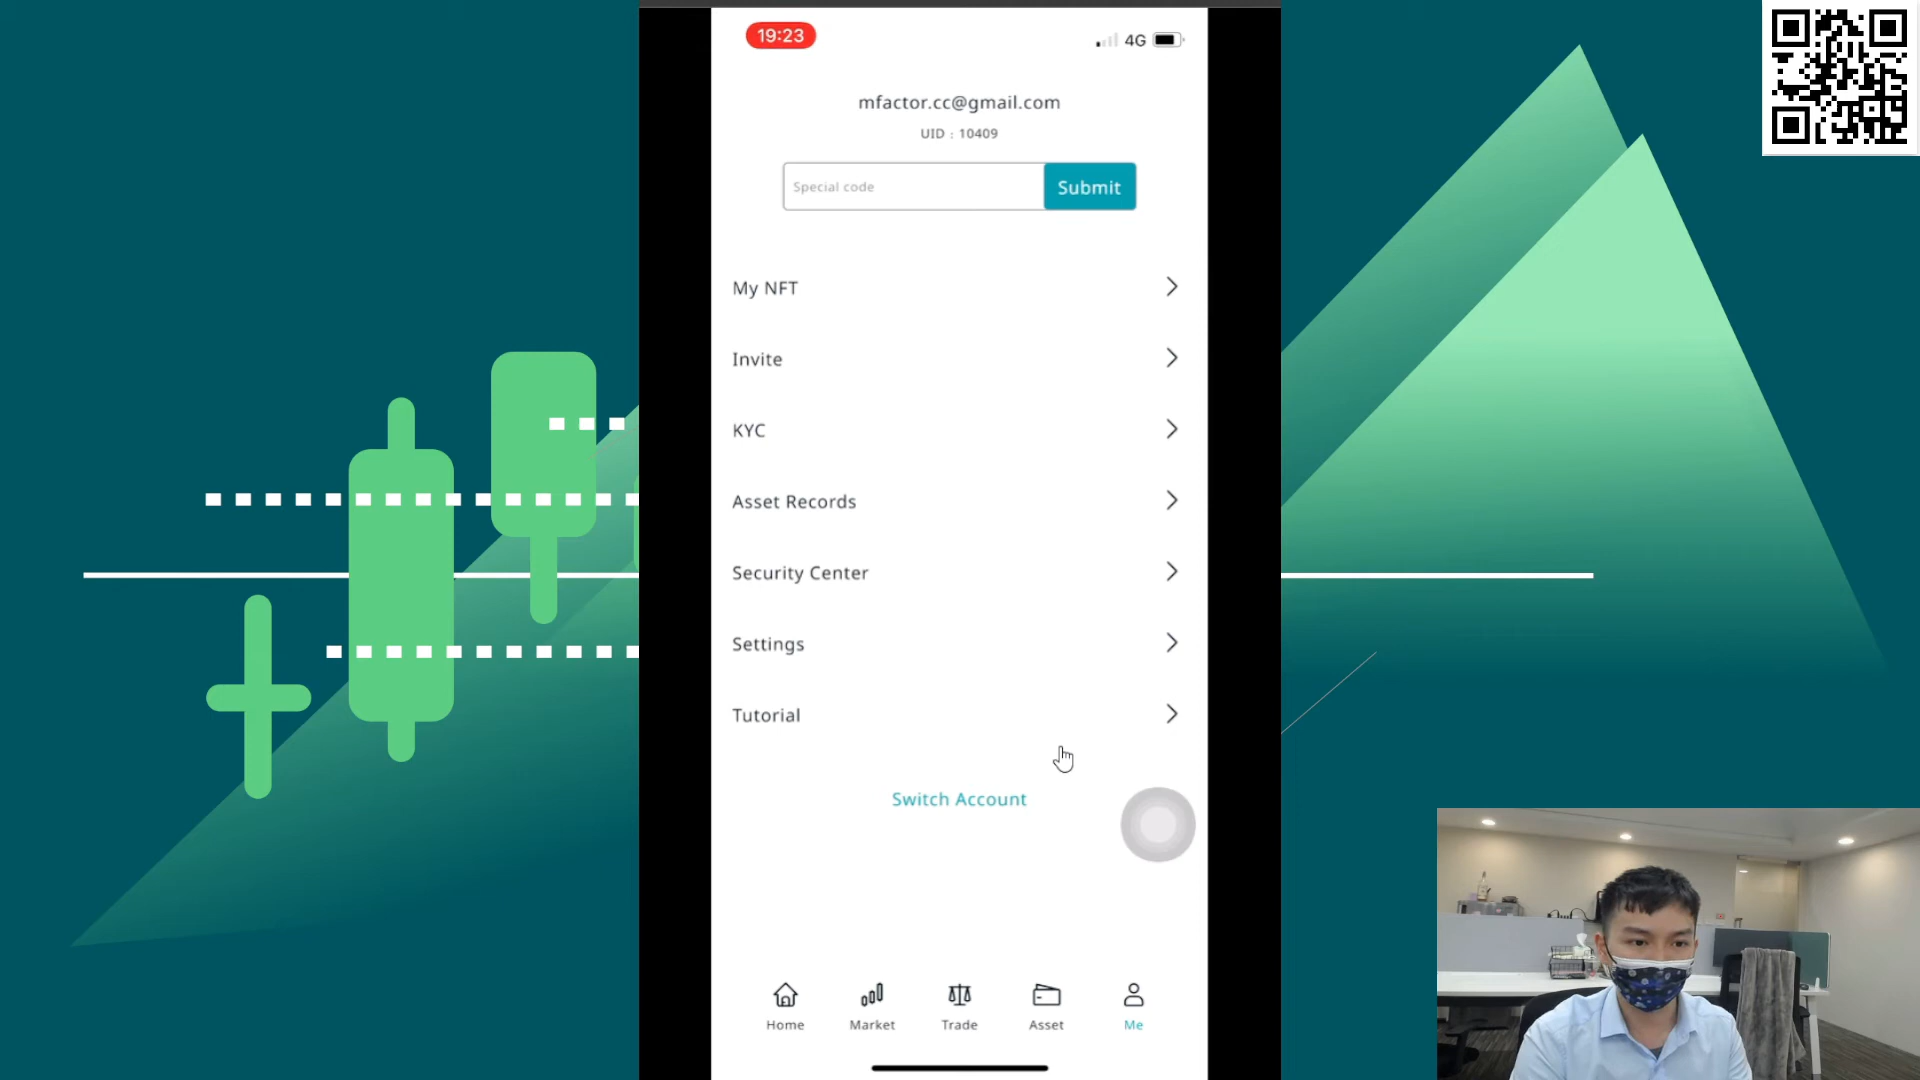 19:23
4G
mfactor.cc@gmail.com
UID : 10409
Special code
Submit
My NFT
Invite
KYC
Asset Records
Security Center
Settings
Tutorial
Switch Account
Home
Market
Trade
Asset
Me